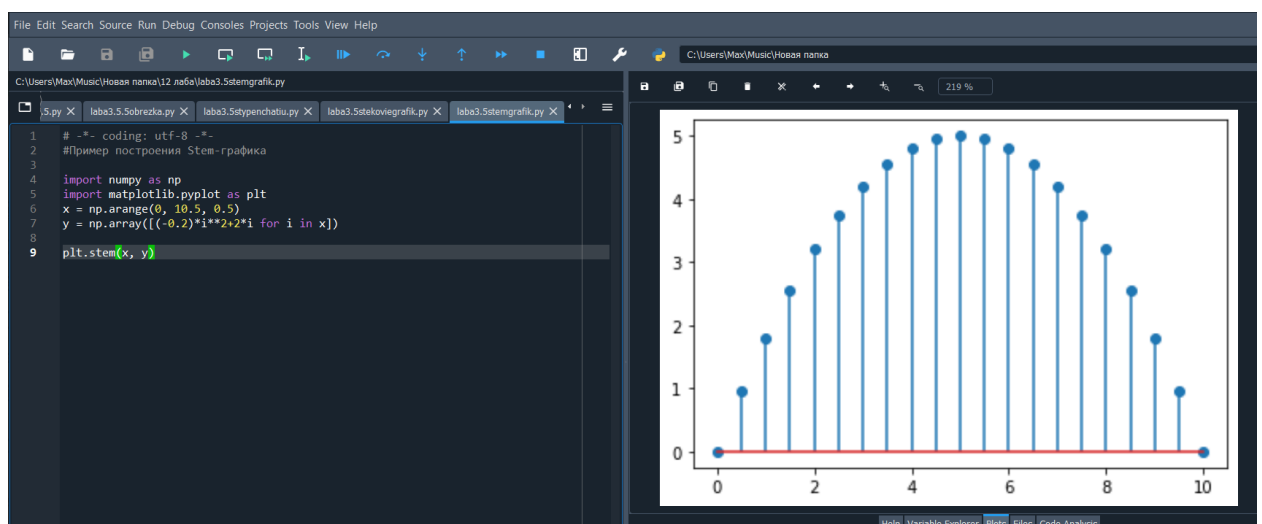 File Edit Search Source Run Debug Consoles Projects Tools View Help
C:\Users\Max\Music\Новая папка
C:\Users\Max\Music\Новая папка\12 лаба\laba3.5stemgrafik.py
.5.py laba3.5.5obrezka.py laba3.5stypenchatiu.py laba3.5stekoviegrafik.py laba3.5stemgrafik.py
219 %
1 # -*- coding: utf-8 -*-
2 #Пример построения Stem-графика
3
4 import numpy as np
5 import matplotlib.pyplot as plt
6 x = np.arange(0, 10.5, 0.5)
7 y = np.array([(-0.2)*i**2+2*i for i in x])
8
9 plt.stem(x, y)
5
4
3
2
1
0
0 2 4 6 8 10
Help Variable Explorer Plots Files Code Analysis